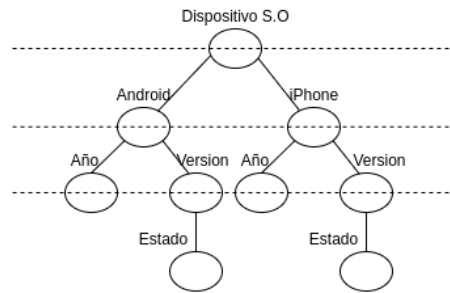 Dispositivo S.O
Android
iPhone
Año
Version
Año
Version
Estado
Estado